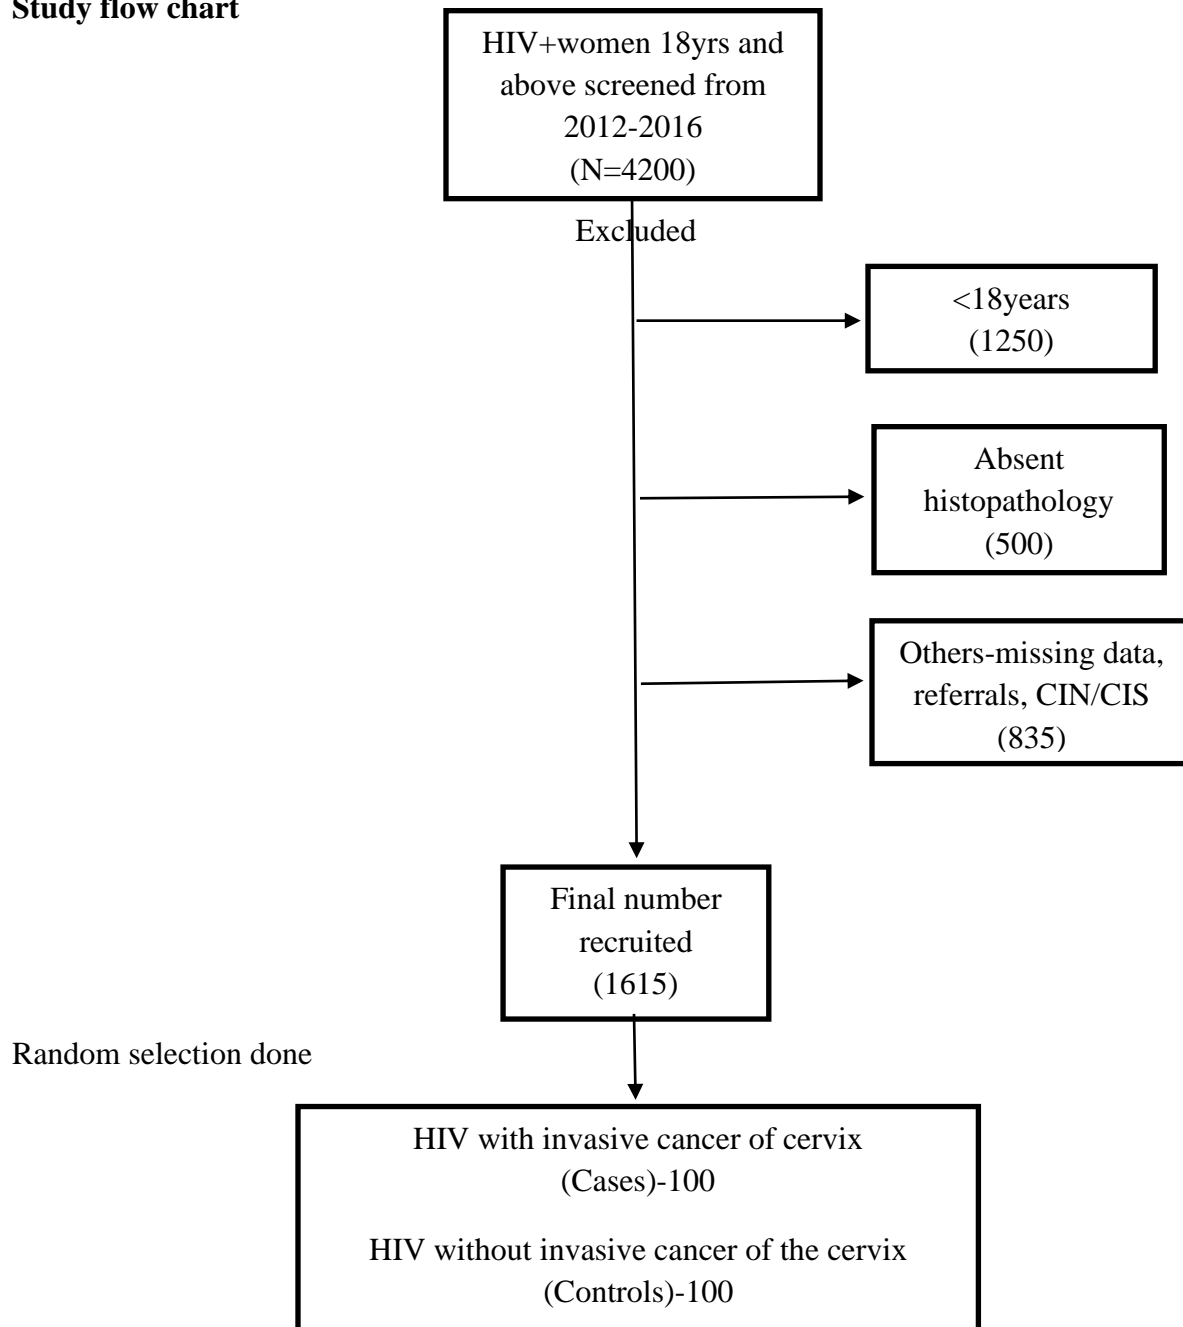 Study flow chart
HIV+women 18yrs and
above screened from
2012-2016
(N=4200)
Excluded
<18years
(1250)
Absent
histopathology
(500)
Others-missing data,
referrals, CIN/CIS
(835)
Final number
recruited
(1615)
Random selection done
HIV with invasive cancer of cervix
(Cases)-100
HIV without invasive cancer of the cervix
(Controls)-100